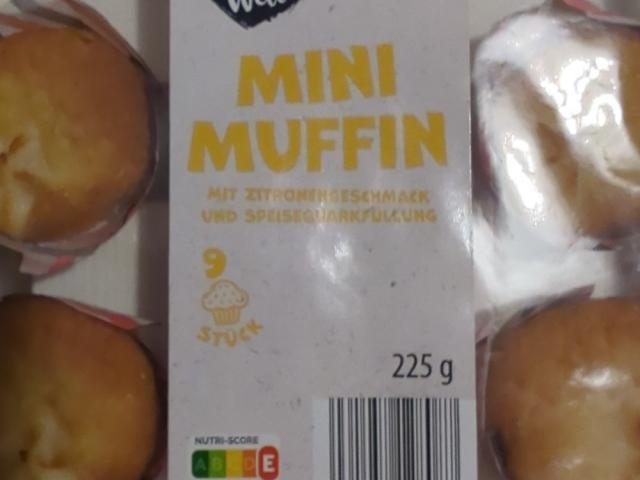 MINI
MUFFIN
MIT ZITRONENGESCHMACK
UND SPEISEQUARKFÜLLUNG
9
STÜCK
225 g
NUTRI-SCORE
A B C D E